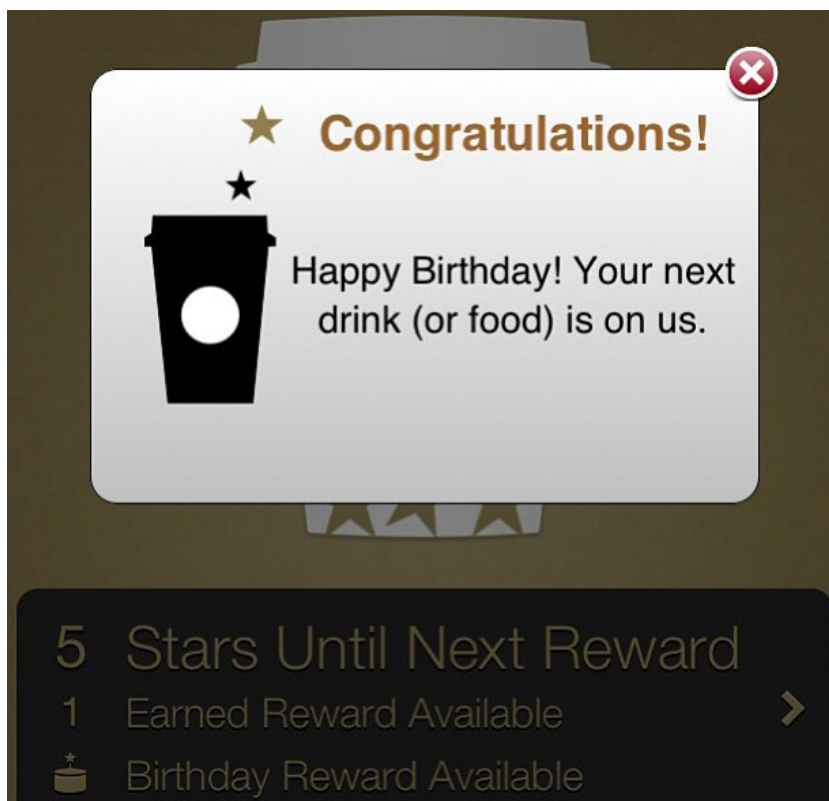 Congratulations!
Happy Birthday! Your next
drink (or food) is on us.
5 Stars Until Next Reward
1 Earned Reward Available
Birthday Reward Available